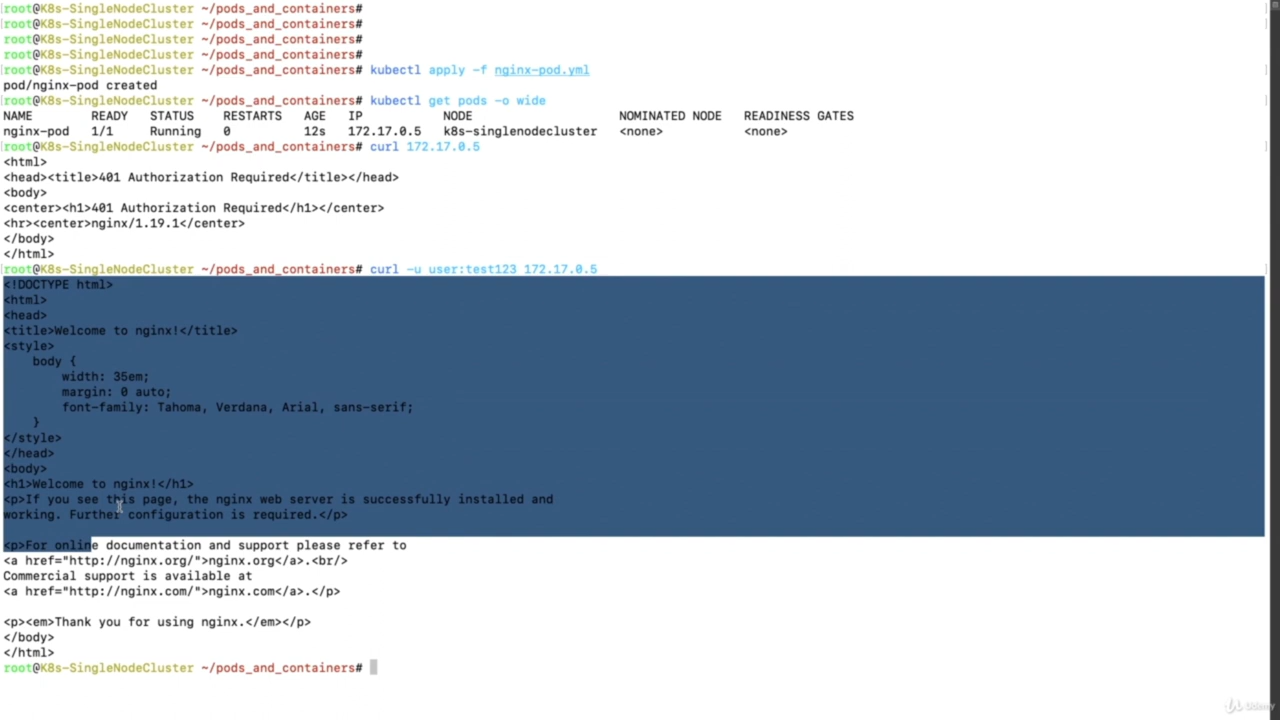 root@K8s-SingleNodeCluster ~/pods_and_containers#
root@K8s-SingleNodeCluster ~/pods_and_containers#
root@K8s-SingleNodeCluster ~/pods_and_containers#
root@K8s-SingleNodeCluster ~/pods_and_containers#
root@K8s-SingleNodeCluster ~/pods_and_containers# kubectl apply -f nginx-pod.yml
pod/nginx-pod created
root@K8s-SingleNodeCluster ~/pods_and_containers# kubectl get pods -o wide
NAME READY STATUS RESTARTS AGE IP NODE NOMINATED NODE READINESS GATES
nginx-pod 1/1 Running 0 12s 172.17.0.5 k8s-singlenodecluster <none> <none>
root@K8s-SingleNodeCluster ~/pods_and_containers# curl 172.17.0.5
<html>
<head><title>401 Authorization Required</title></head>
<body>
<center><h1>401 Authorization Required</h1></center>
<hr><center>nginx/1.19.1</center>
</body>
</html>
root@K8s-SingleNodeCluster ~/pods_and_containers# curl -u user:test123 172.17.0.5
<!DOCTYPE html>
<html>
<head>
<title>Welcome to nginx!</title>
<style>
    body {
        width: 35em;
        margin: 0 auto;
        font-family: Tahoma, Verdana, Arial, sans-serif;
    }
</style>
</head>
<body>
<h1>Welcome to nginx!</h1>
<p>If you see this page, the nginx web server is successfully installed and
working. Further configuration is required.</p>
<p>For online documentation and support please refer to
<a href="http://nginx.org/">nginx.org</a>.<br/>
Commercial support is available at
<a href="http://nginx.com/">nginx.com</a>.</p>
<p><em>Thank you for using nginx.</em></p>
</body>
</html>
root@K8s-SingleNodeCluster ~/pods_and_containers#
Udemy